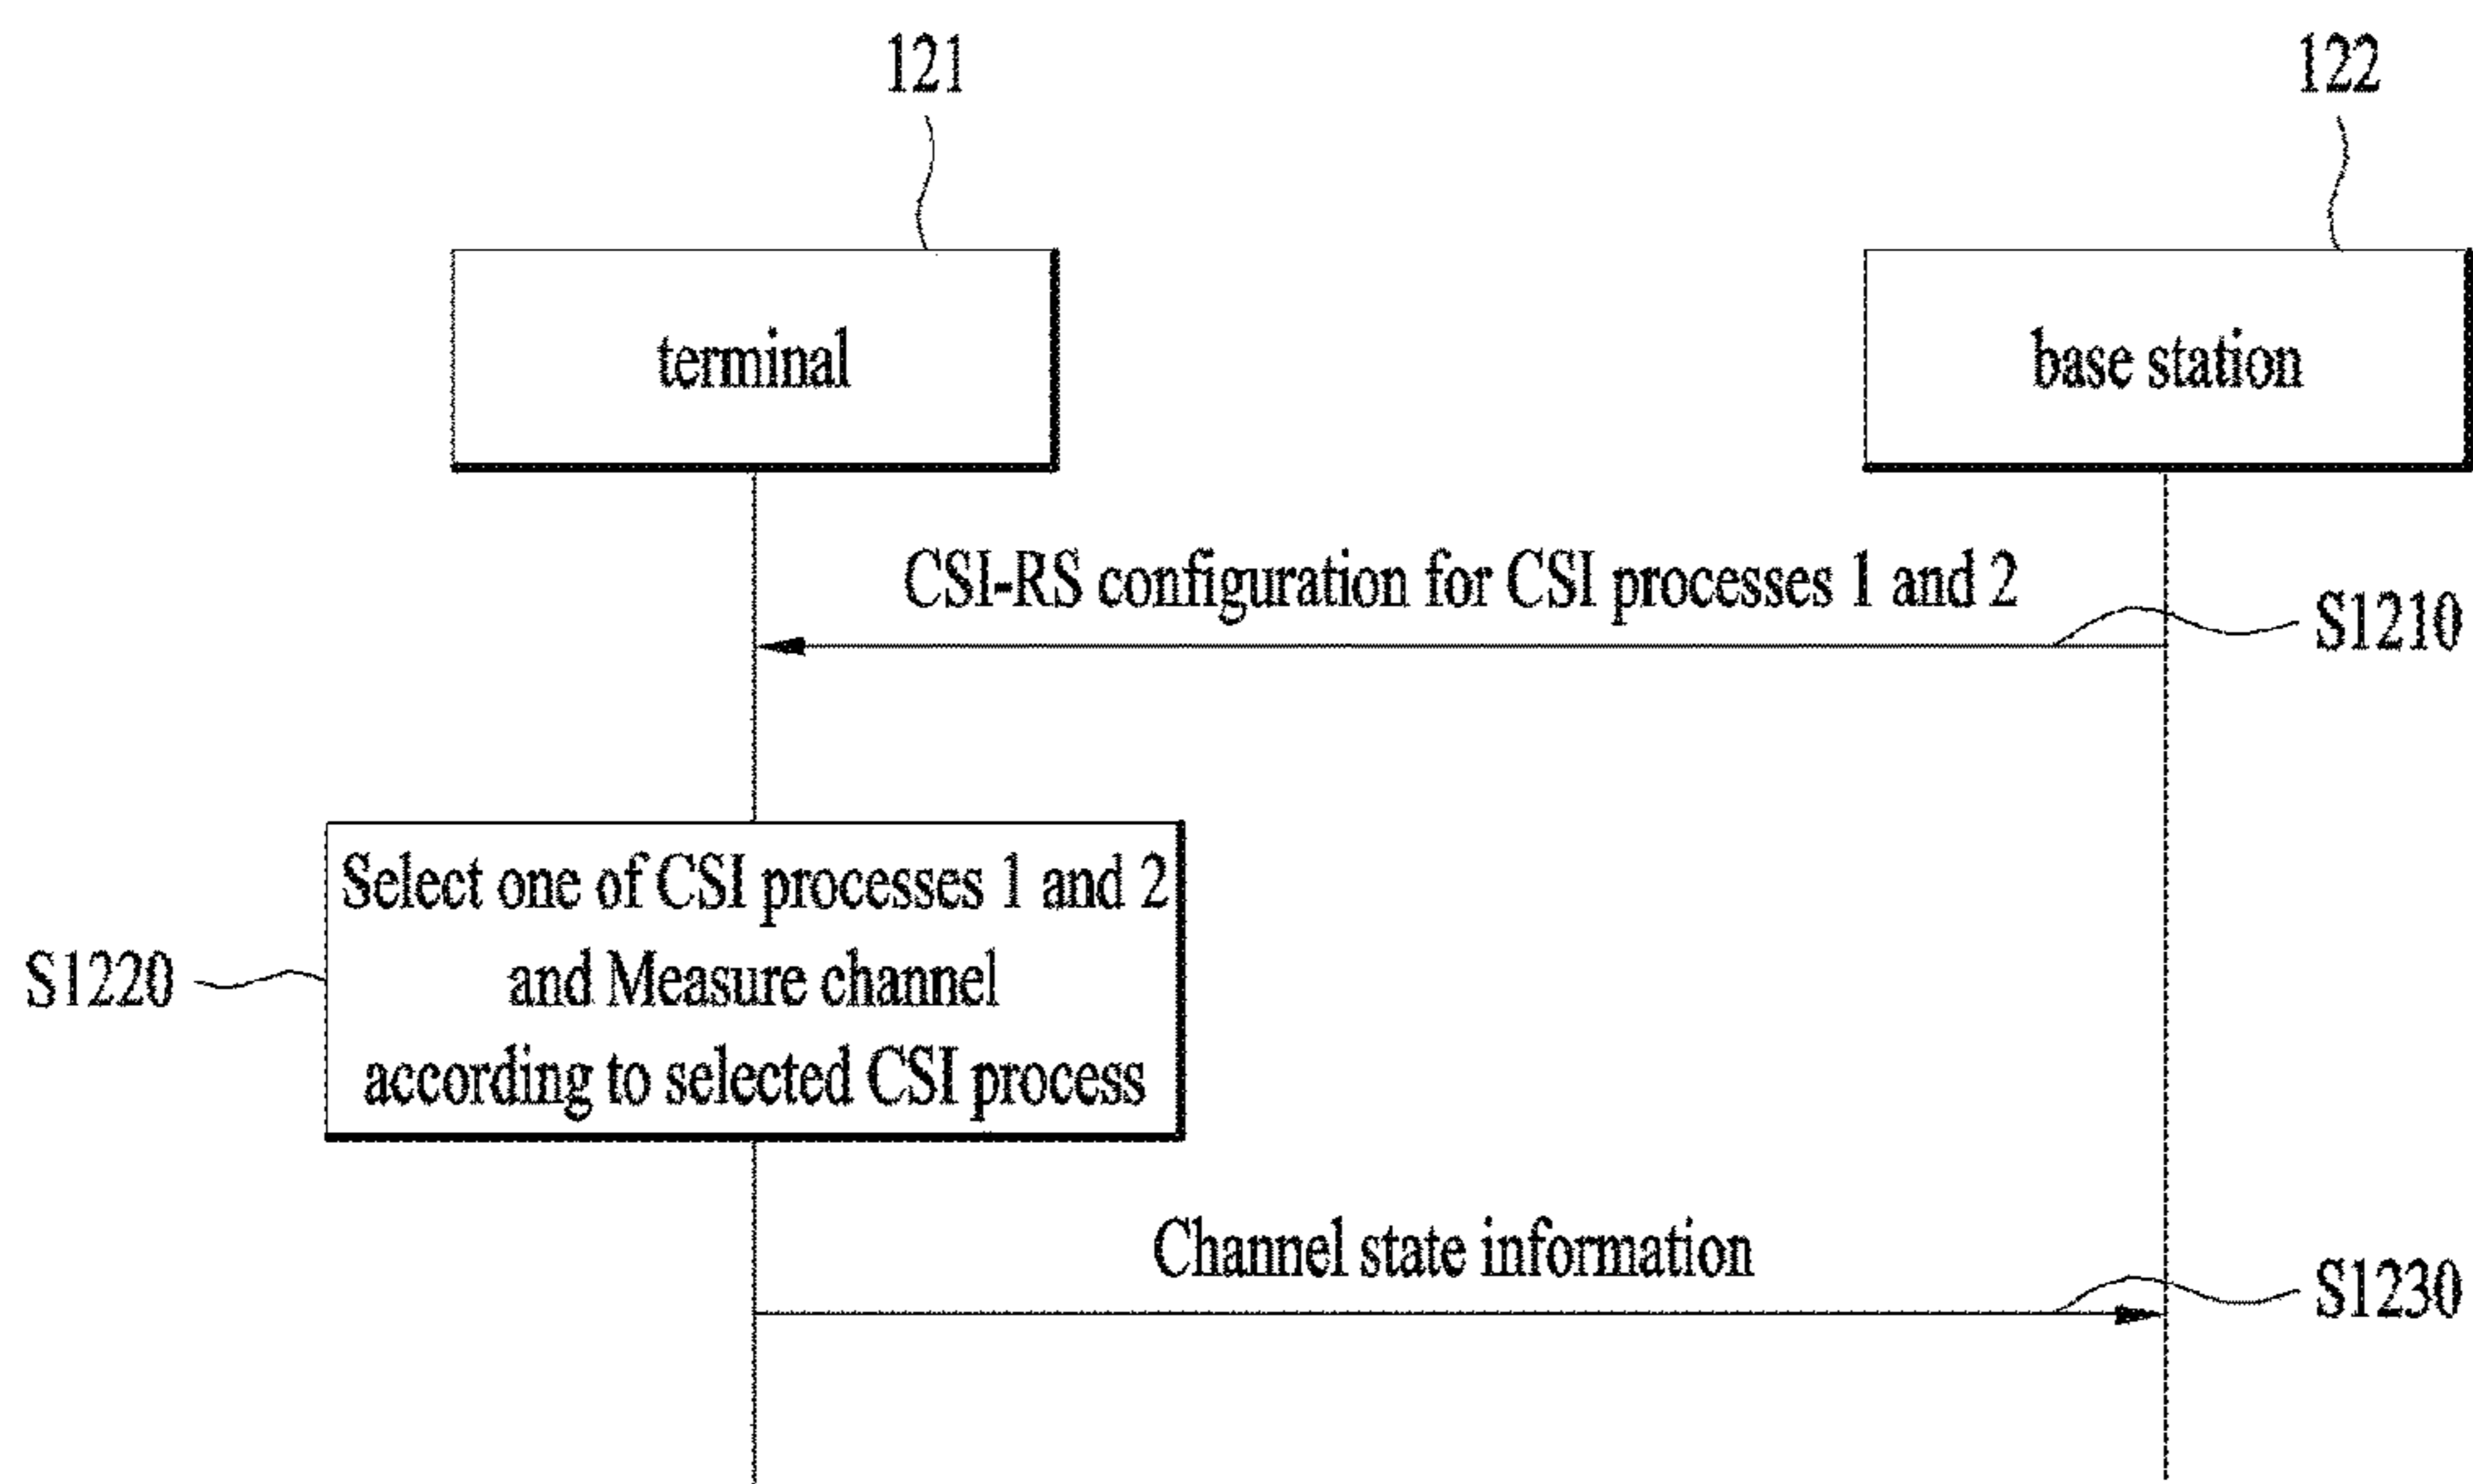 121
122
terminal
base station
CSI-RS configuration for CSI processes 1 and 2
S1210
Select one of CSI processes 1 and 2
and Measure channel
according to selected CSI process
S1220
Channel state information
S1230